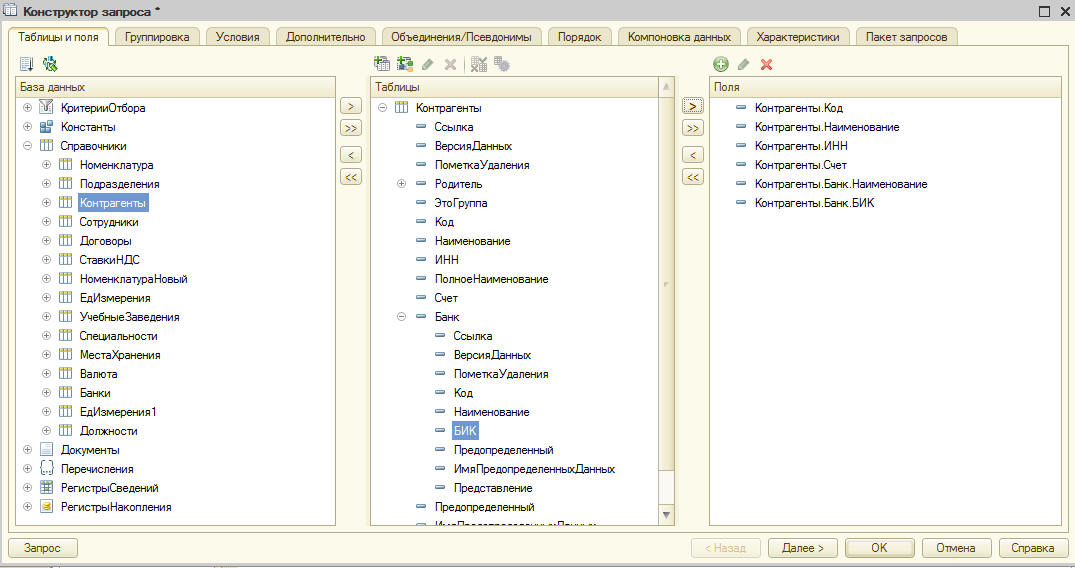 Конструктор запроса *
Таблицы и поля
Группировка
Условия
Дополнительно
Объединения/Псевдонимы
Порядок
Компоновка данных
Характеристики
Пакет запросов
База данных
КритерииОтбора
Константы
Справочники
Номенклатура
Подразделения
Контрагенты
Сотрудники
Договоры
СтавкиНДС
НоменклатураНовый
ЕдИзмерения
УчебныеЗаведения
Специальности
МестаХранения
Валюта
Банки
ЕдИзмерения1
Должности
Документы
Перечисления
РегистрыСведений
РегистрыНакопления
>
>>
<
<<
Таблицы
Контрагенты
Ссылка
ВерсияДанных
ПометкаУдаления
Родитель
ЭтоГруппа
Код
Наименование
ИНН
ПолноеНаименование
Счет
Банк
Ссылка
ВерсияДанных
ПометкаУдаления
Код
Наименование
БИК
Предопределенный
ИмяПредопределенныхДанных
Представление
Предопределенный
ИмяПредопределенныхДанных
>
>>
<
<<
Поля
Контрагенты.Код
Контрагенты.Наименование
Контрагенты.ИНН
Контрагенты.Счет
Контрагенты.Банк.Наименование
Контрагенты.Банк.БИК
Запрос
< Назад
Далее >
ОК
Отмена
Справка